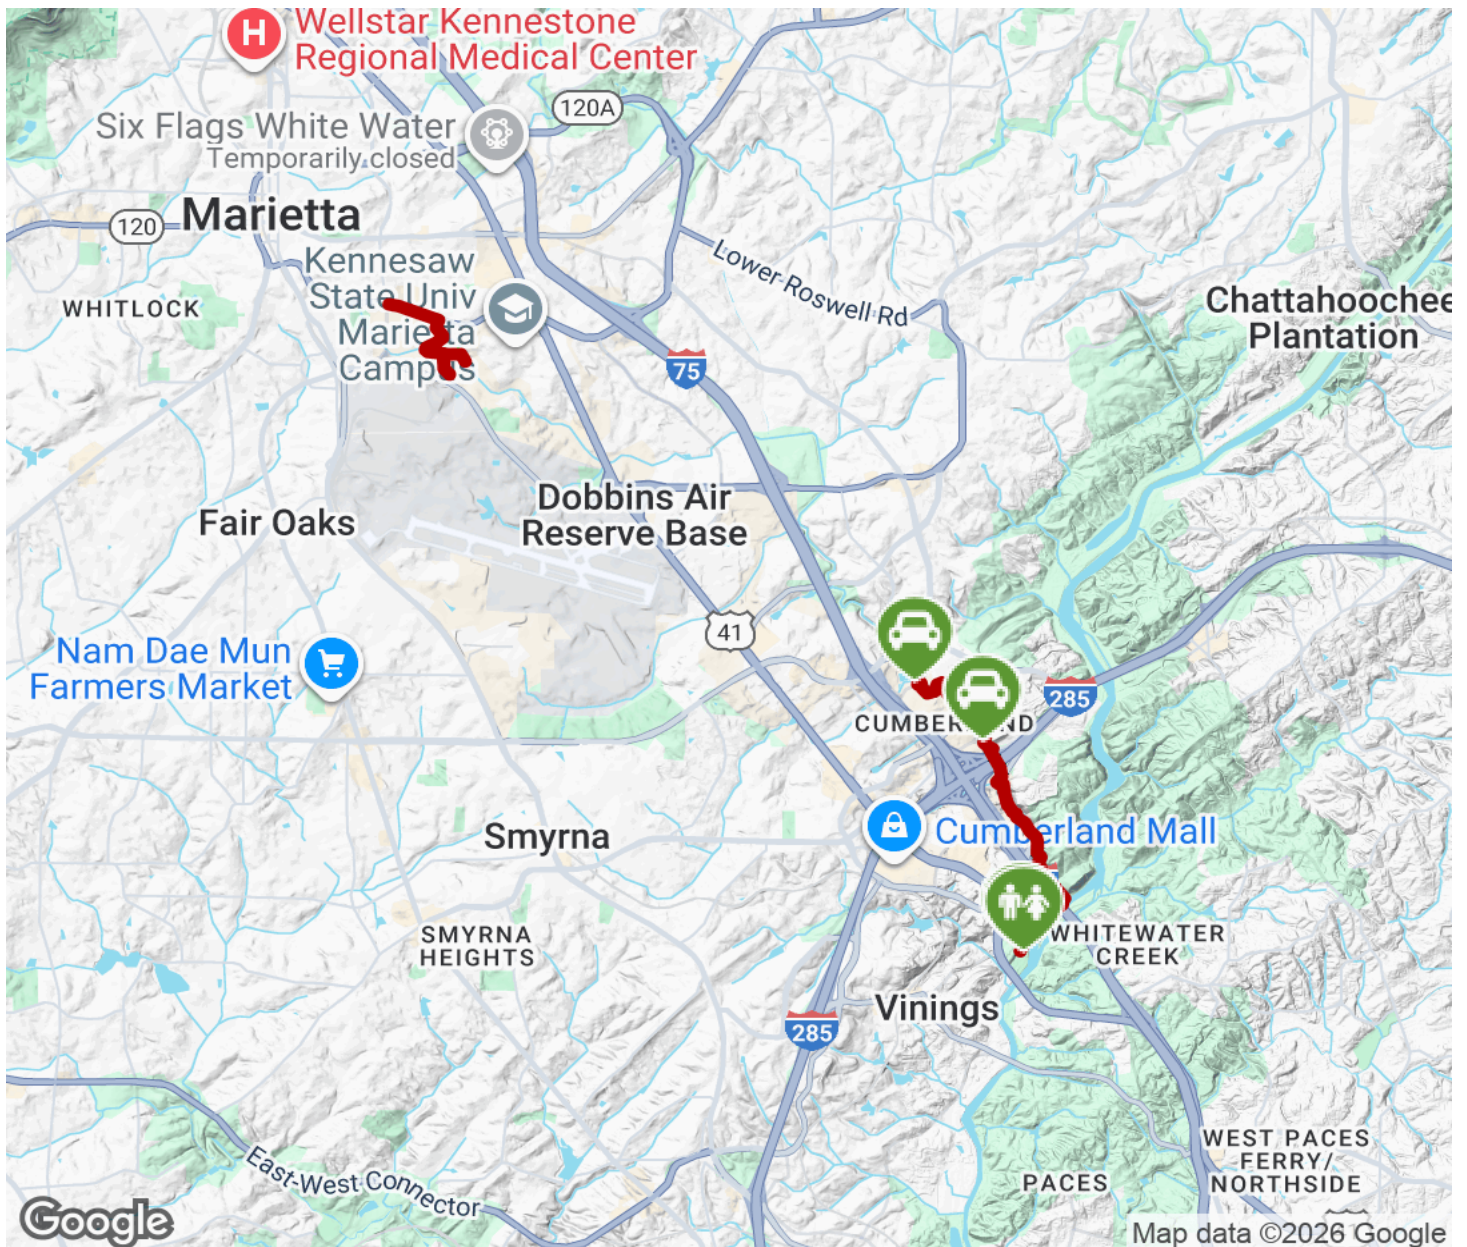 Wellstar Kennestone
Regional Medical Center
H
120A
Six Flags White Water
Temporarily closed
120
Marietta
Kennesaw
State Univ
Marietta
Campus
WHITLOCK
Lower Roswell Rd
Chattahoochee
Plantation
75
Dobbins Air
Reserve Base
Fair Oaks
41
Nam Dae Mun
Farmers Market
285
CUMBERLAND
Smyrna
Cumberland Mall
SMYRNA
HEIGHTS
WHITEWATER
CREEK
Vinings
285
East-West Connector
WEST PACES
FERRY/
NORTHSIDE
PACES
Google
Map data ©2026 Google